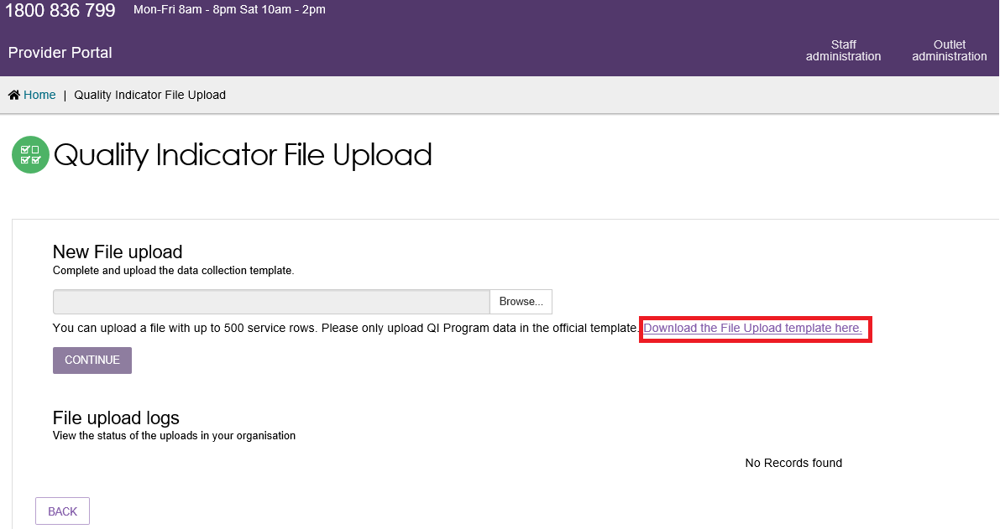 1800 836 799 Mon-Fri 8am - 8pm Sat 10am - 2pm
Provider Portal
Staff administration
Outlet administration
Home | Quality Indicator File Upload
Quality Indicator File Upload
New File upload
Complete and upload the data collection template.
Browse...
You can upload a file with up to 500 service rows. Please only upload QI Program data in the official template. Download the File Upload template here.
CONTINUE
File upload logs
View the status of the uploads in your organisation
No Records found
BACK